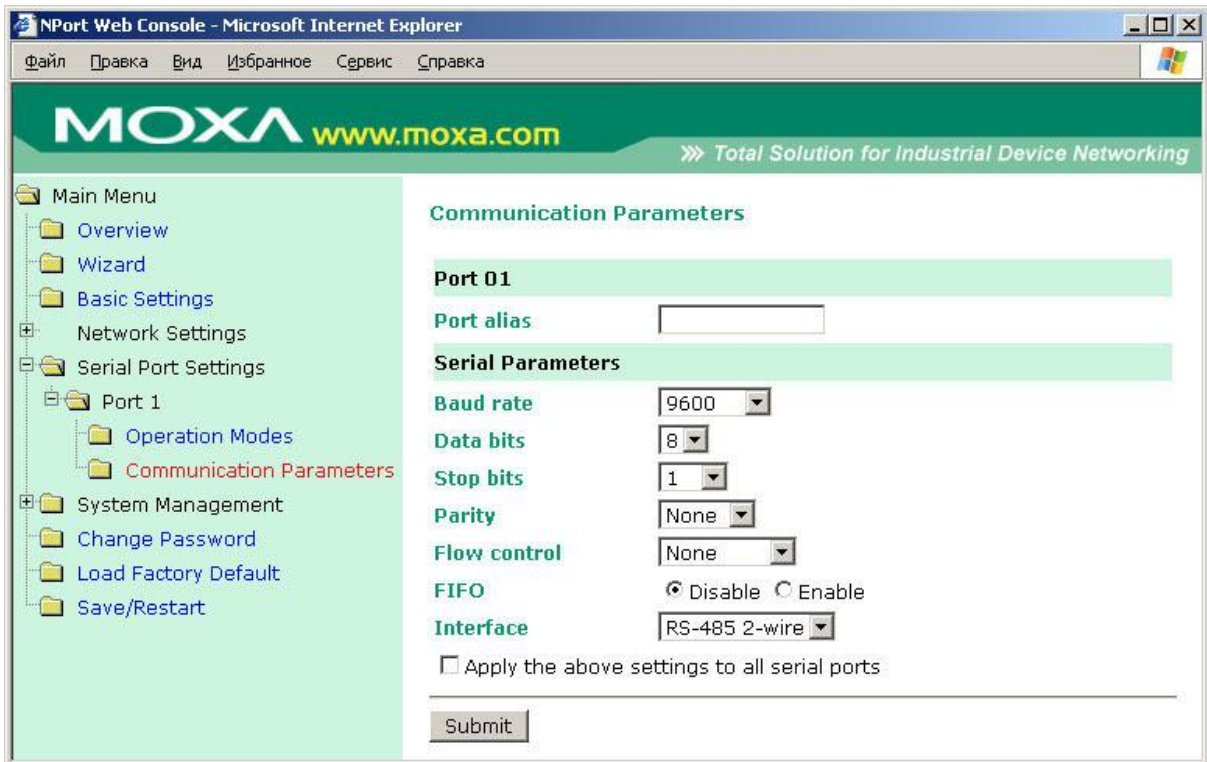 NPort Web Console - Microsoft Internet Explorer
Файл Правка Вид Избранное Сервис Справка
MOXA www.moxa.com
Total Solution for Industrial Device Networking
Main Menu
Overview
Wizard
Basic Settings
Network Settings
Serial Port Settings
Port 1
Operation Modes
Communication Parameters
System Management
Change Password
Load Factory Default
Save/Restart
Communication Parameters
Port 01
Port alias
Serial Parameters
Baud rate 9600
Data bits 8
Stop bits 1
Parity None
Flow control None
FIFO Disable Enable
Interface RS-485 2-wire
Apply the above settings to all serial ports
Submit